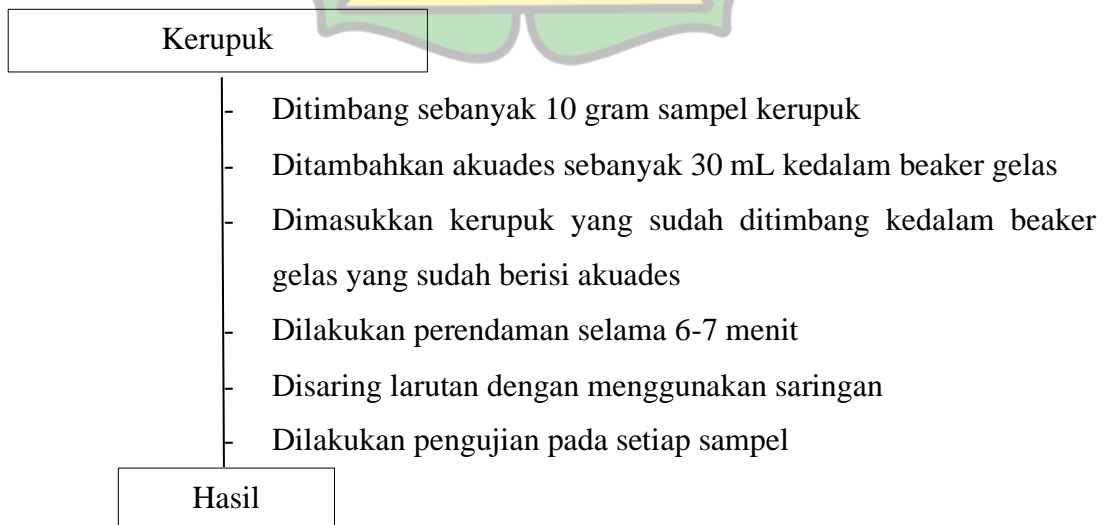 Kerupuk
- Ditimbang sebanyak 10 gram sampel kerupuk
- Ditambahkan akuades sebanyak 30 mL kedalam beaker gelas
- Dimasukkan kerupuk yang sudah ditimbang kedalam beaker
gelas yang sudah berisi akuades
- Dilakukan perendaman selama 6-7 menit
- Disaring larutan dengan menggunakan saringan
- Dilakukan pengujian pada setiap sampel
Hasil